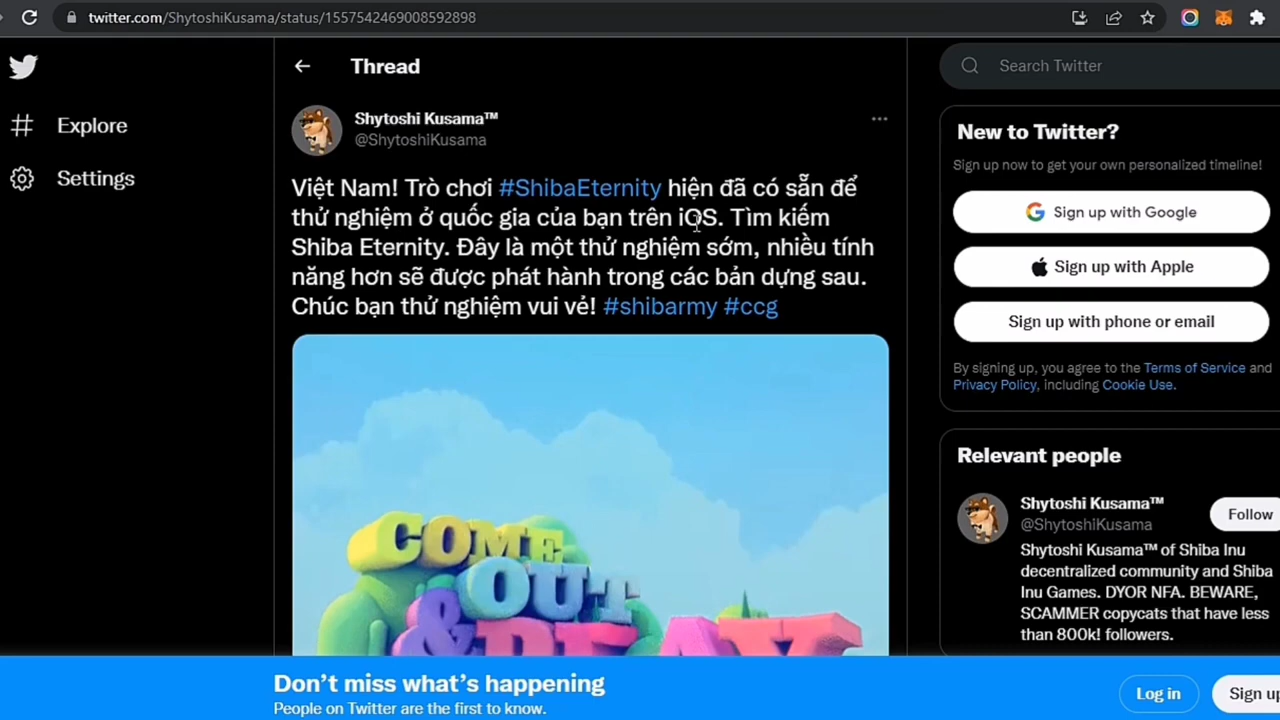 twitter.com/ShytoshiKusama/status/1557542469008592898
Explore
Settings
Thread
Shytoshi Kusama™
@ShytoshiKusama
Việt Nam! Trò chơi #ShibaEternity hiện đã có sẵn để
thử nghiệm ở quốc gia của bạn trên iOS. Tìm kiếm
Shiba Eternity. Đây là một thử nghiệm sớm, nhiều tính
năng hơn sẽ được phát hành trong các bản dựng sau.
Chúc bạn thử nghiệm vui vẻ! #shibarmy #ccg
COME
OUT
& PLAY
Search Twitter
New to Twitter?
Sign up now to get your own personalized timeline!
Sign up with Google
Sign up with Apple
Sign up with phone or email
By signing up, you agree to the Terms of Service and
Privacy Policy, including Cookie Use.
Relevant people
Shytoshi Kusama™
@ShytoshiKusama
Follow
Shytoshi Kusama™ of Shiba Inu
decentralized community and Shiba
Inu Games. DYOR NFA. BEWARE,
SCAMMER copycats that have less
than 800k! followers.
Don’t miss what’s happening
People on Twitter are the first to know.
Log in
Sign up